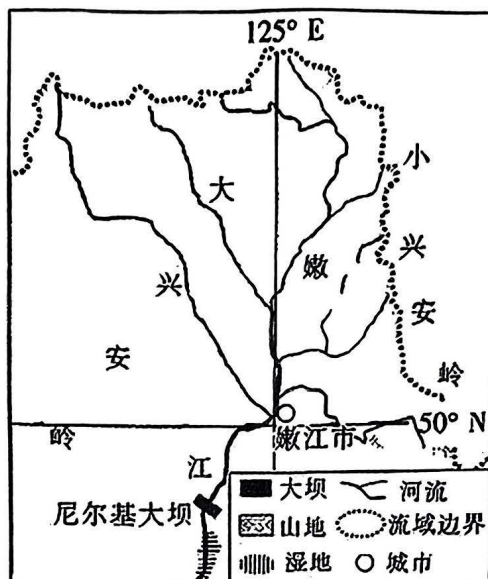 125° E
小
大
嫩
兴
兴
安
安
岭
50° N
岭
嫩江市
江
尼尔基大坝
大坝 河流
山地 流域边界
湿地 城市